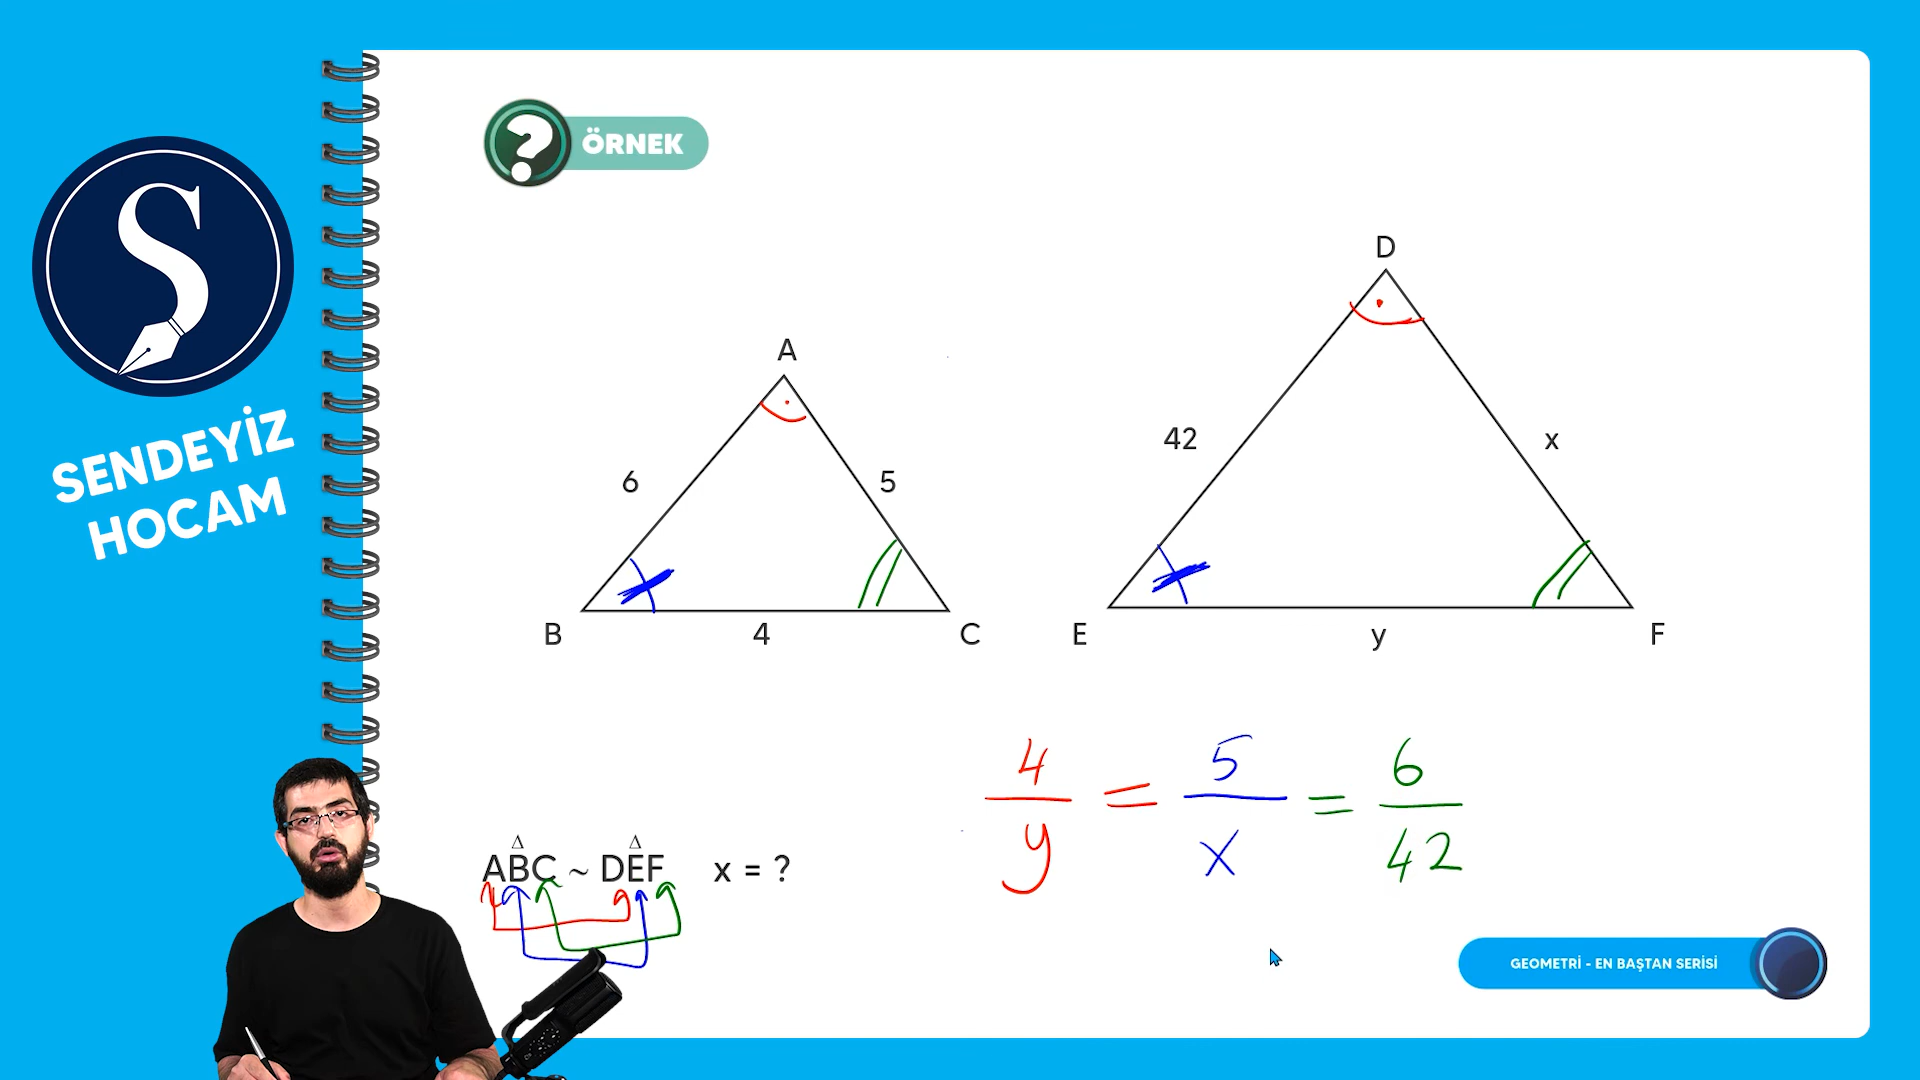 SENDEYİZ
HOCAM
S
? ÖRNEK
A
6
5
B
4
C
D
42
x
E
y
F
4/y = 5/x = 6/42
Δ Δ
ABC ~ DEF x = ?
GEOMETRİ - EN BAŞTAN SERİSİ